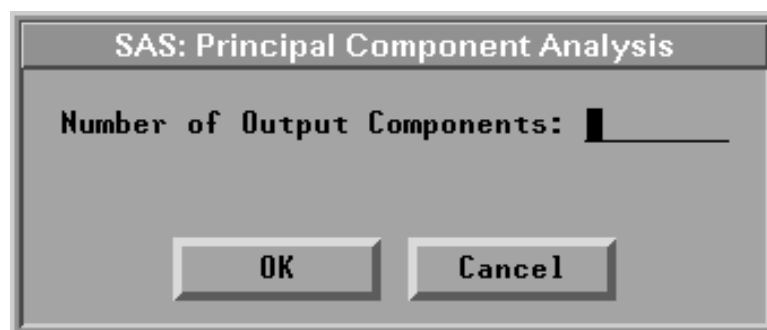 SAS: Principal Component Analysis
Number of Output Components:
OK
Cancel